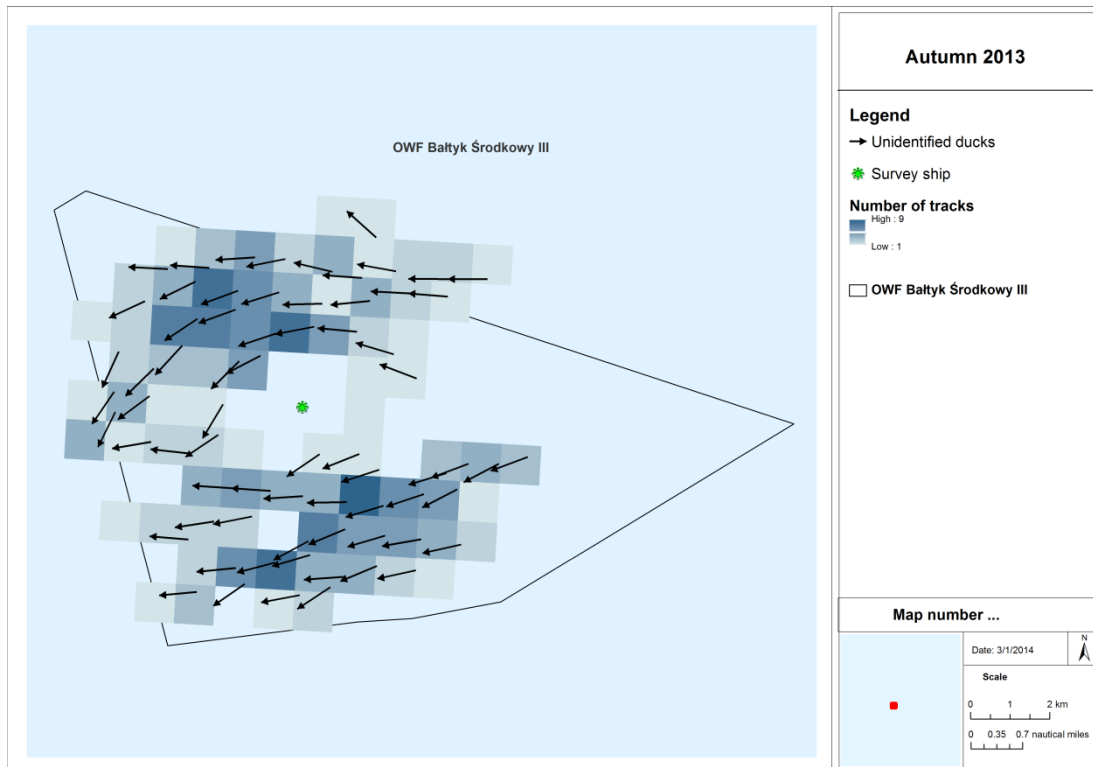 OWF Bałtyk Środkowy III
Autumn 2013
Legend
Unidentified ducks
Survey ship
Number of tracks
High : 9
Low : 1
OWF Bałtyk Środkowy III
Map number ...
Date: 3/1/2014
N
Scale
0 1 2 km
0 0.35 0.7 nautical miles